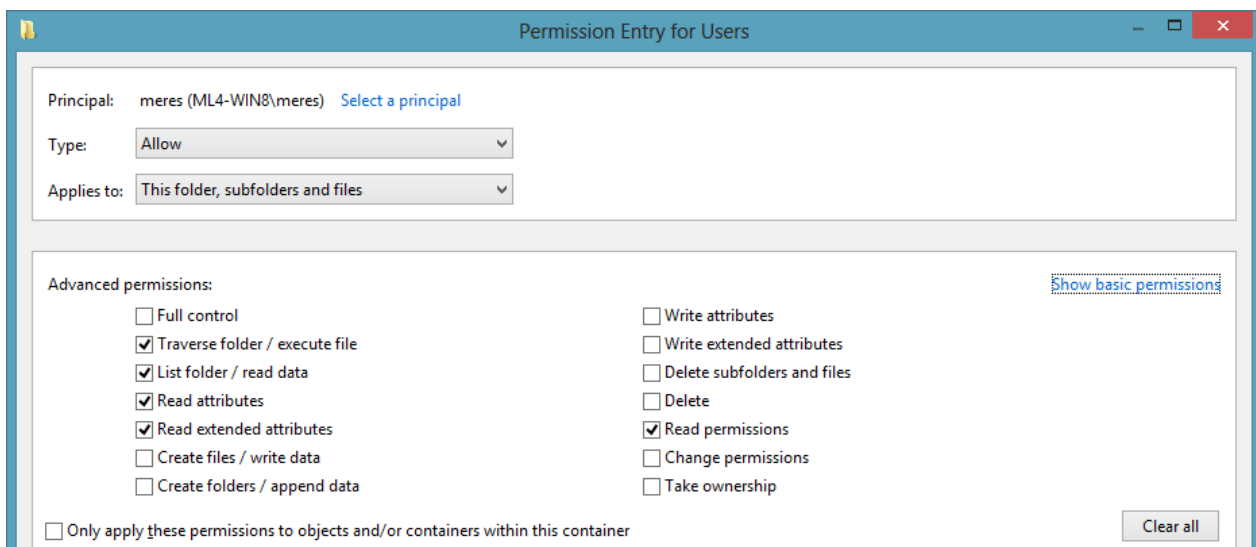 Permission Entry for Users
Principal: meres (ML4-WIN8\meres) Select a principal
Type: Allow
Applies to: This folder, subfolders and files
Advanced permissions: Show basic permissions
Full control Write attributes
Traverse folder / execute file Write extended attributes
List folder / read data Delete subfolders and files
Read attributes Delete
Read extended attributes Read permissions
Create files / write data Change permissions
Create folders / append data Take ownership
Only apply these permissions to objects and/or containers within this container Clear all